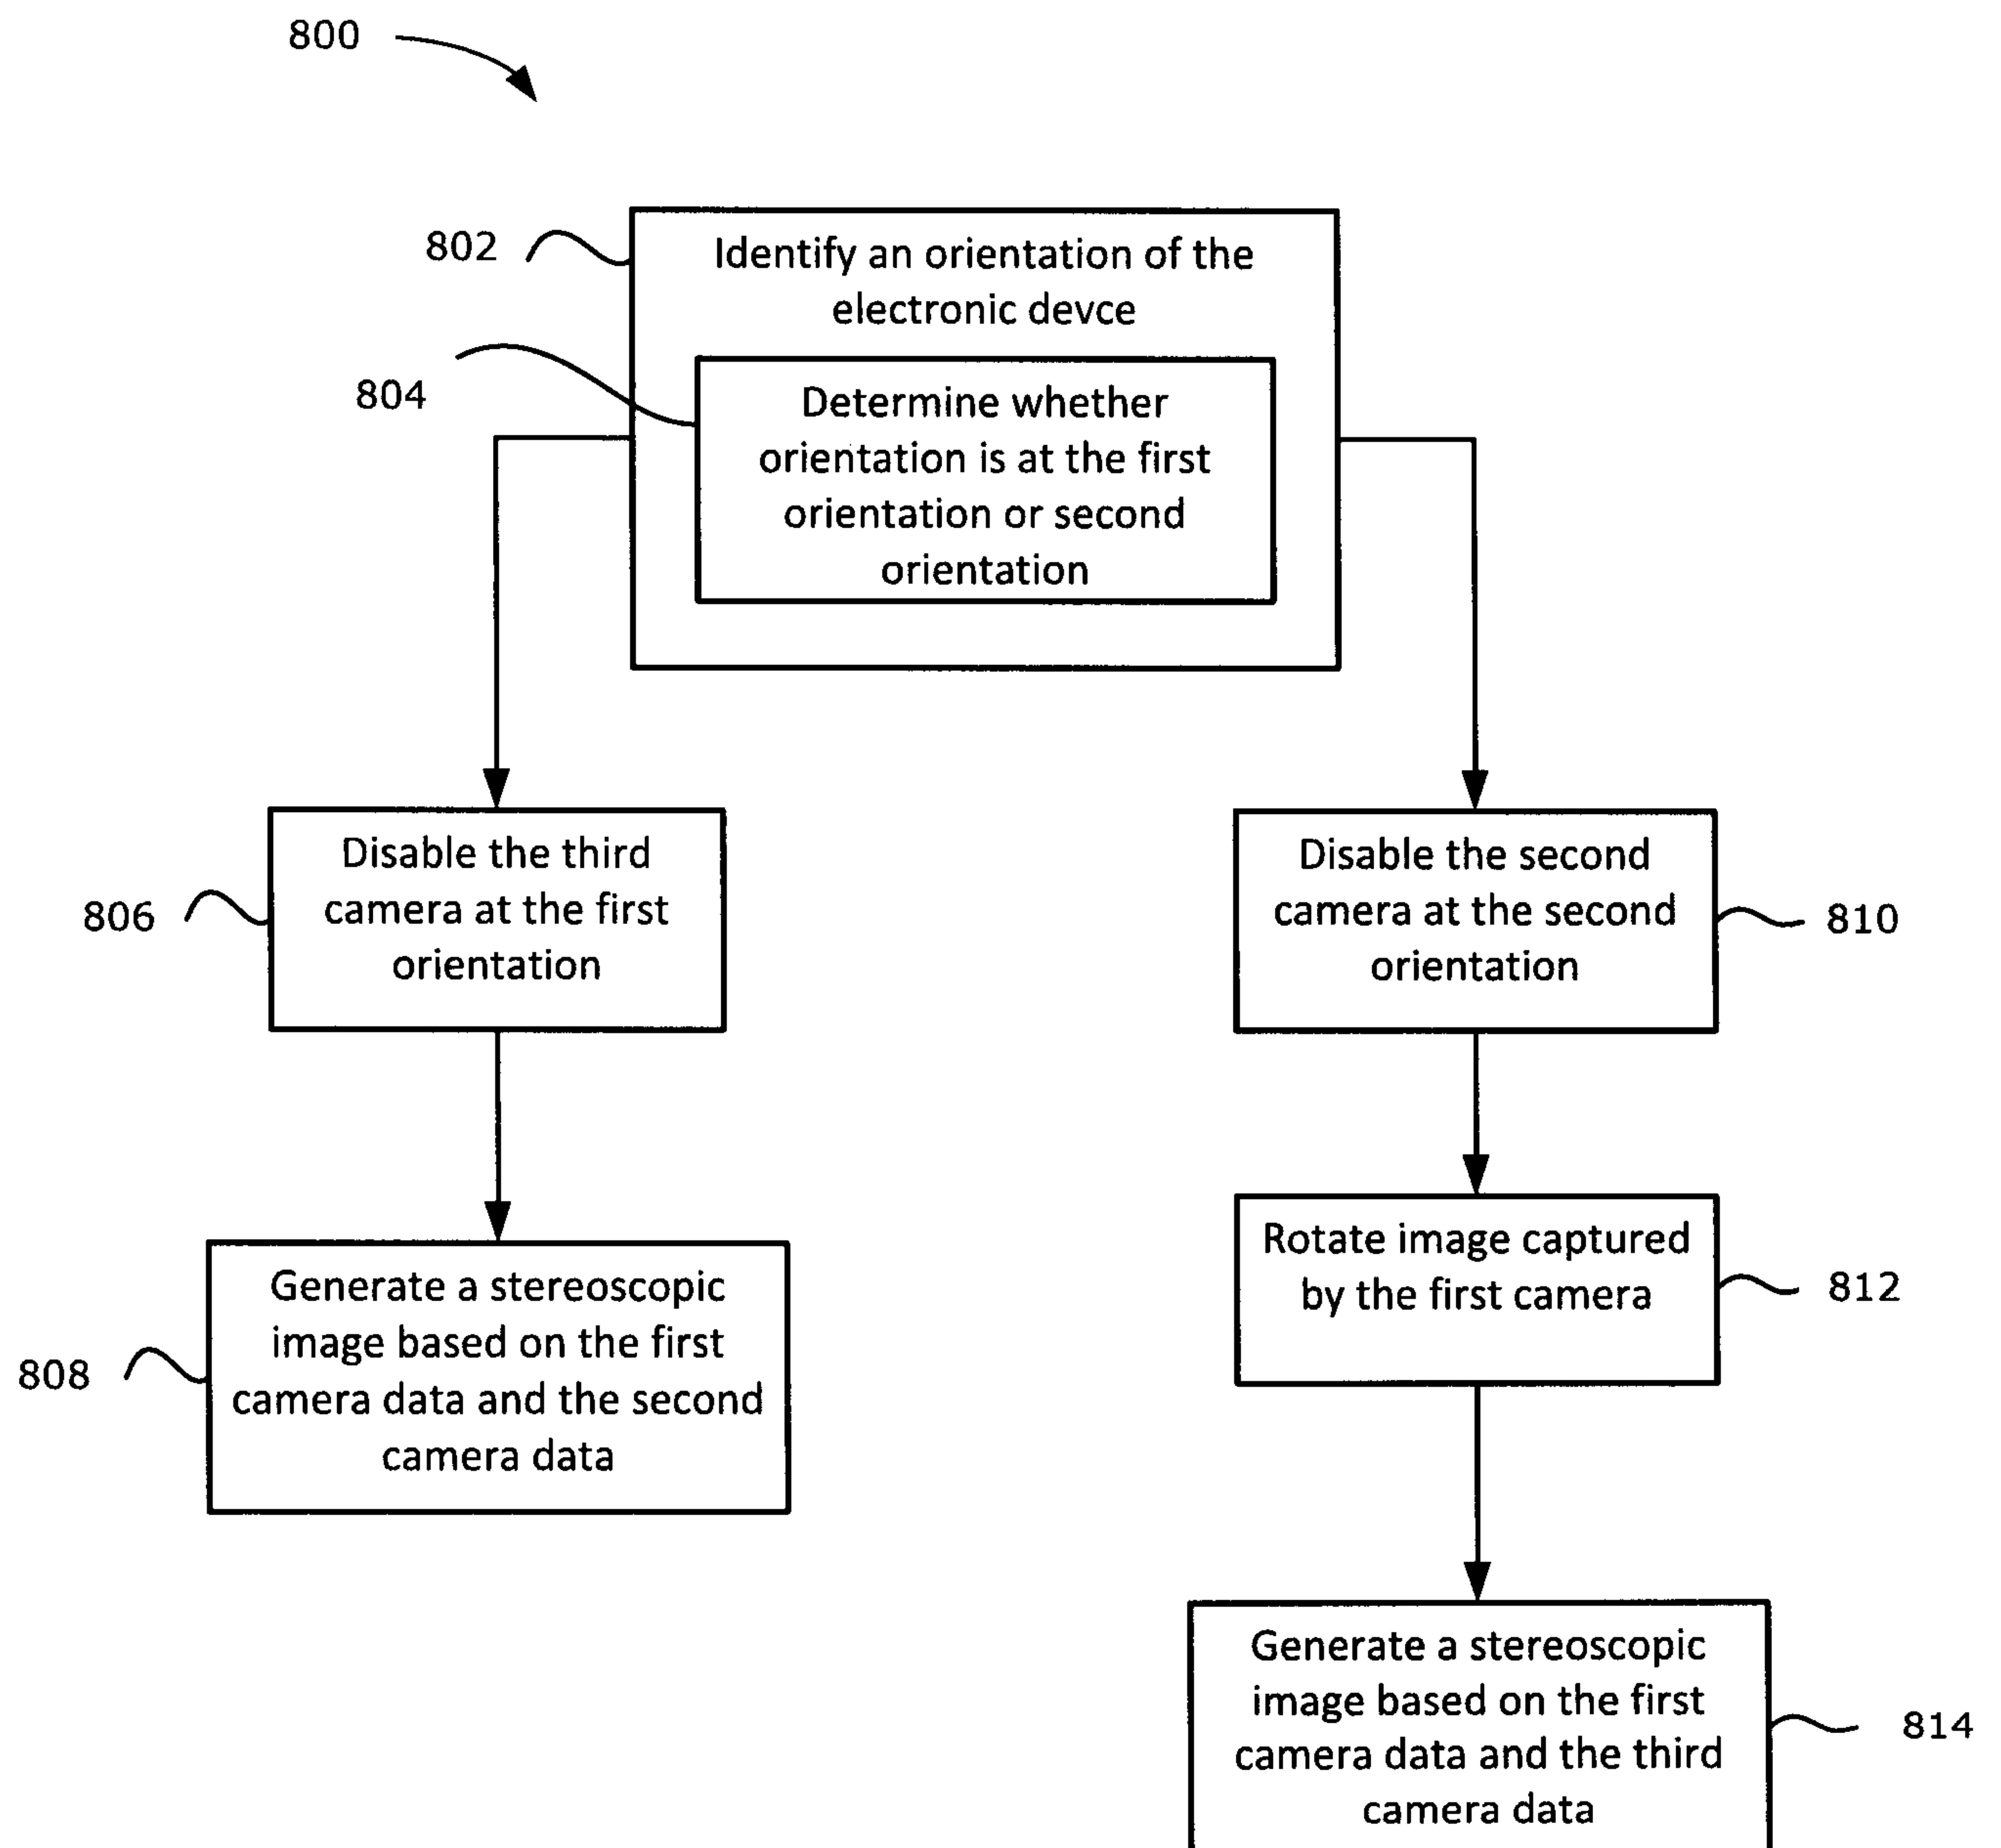 800
802
Identify an orientation of the
electronic devce
804
Determine whether
orientation is at the first
orientation or second
orientation
Disable the third
camera at the first
orientation
806
Disable the second
camera at the second
orientation
810
Rotate image captured
by the first camera
812
Generate a stereoscopic
image based on the first
camera data and the second
camera data
808
Generate a stereoscopic
image based on the first
camera data and the third
camera data
814